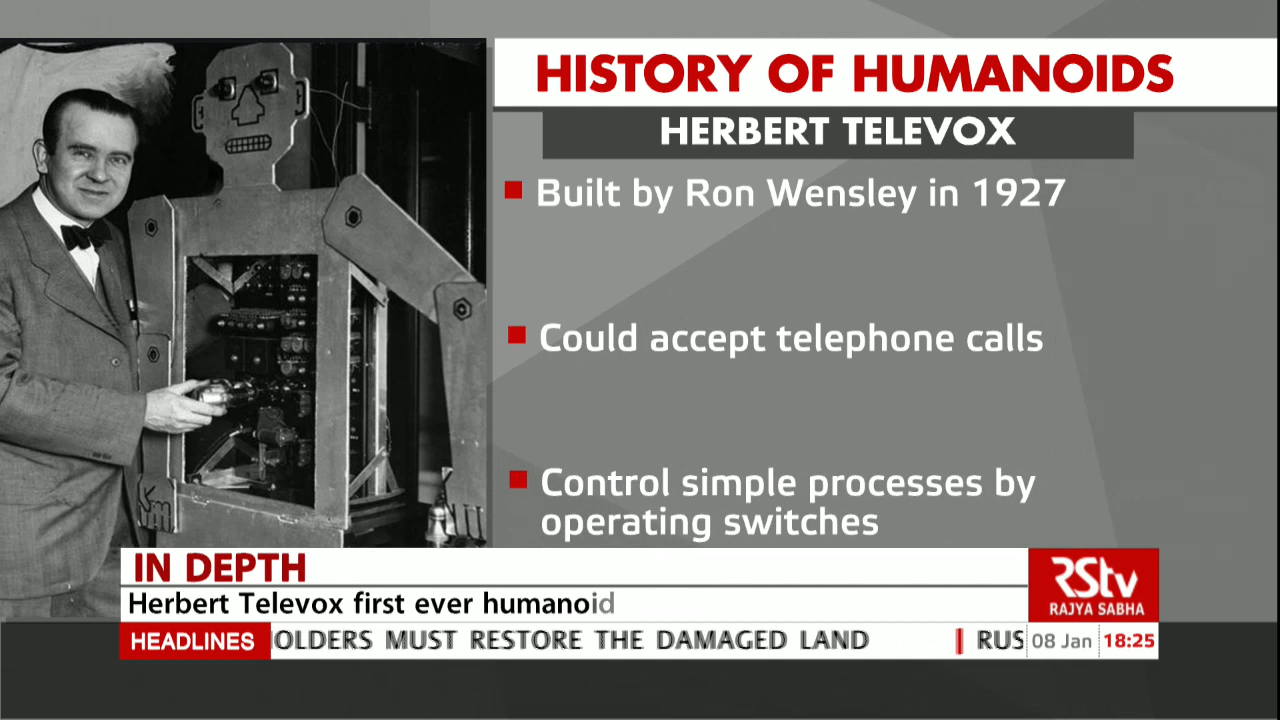 HISTORY OF HUMANOIDS
HERBERT TELEVOX
Built by Ron Wensley in 1927
Could accept telephone calls
Control simple processes by
operating switches
IN DEPTH
Herbert Televox first ever humanoid
RStv
RAJYA SABHA
HEADLINES OLDERS MUST RESTORE THE DAMAGED LAND | RUS 08 Jan 18:25